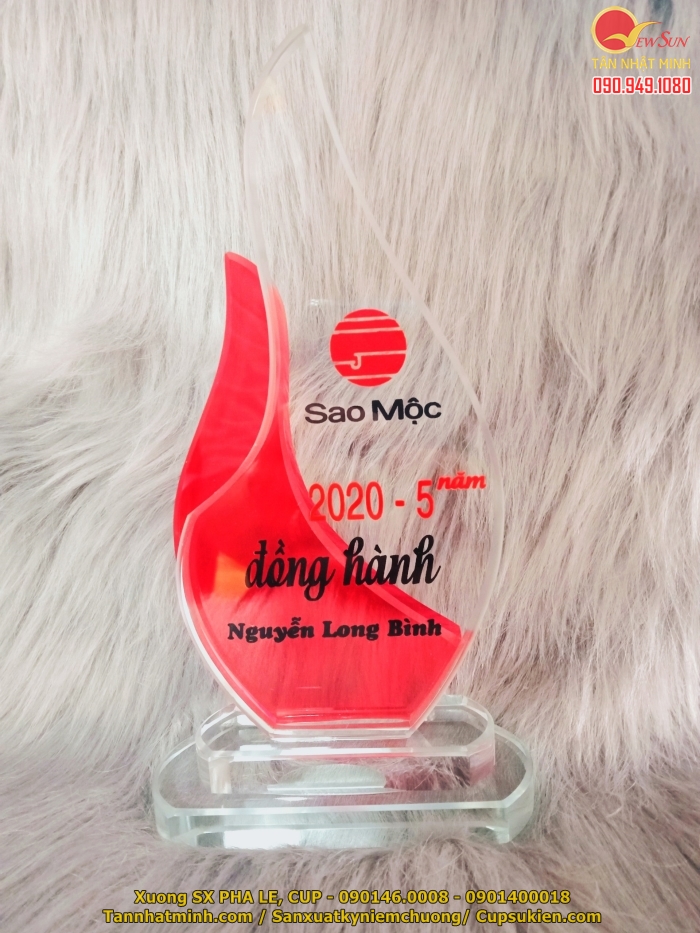 NEWSUN
TÂN NHẬT MINH
090.949.1080
Sao Mộc
2020 - 5 năm
đồng hành
Nguyễn Long Bình
Xuong SX PHA LE, CUP - 090146.0008 - 0901400018
Tannhatminh.com / Sanxuatkyniemchuong/ Cupsukien.com